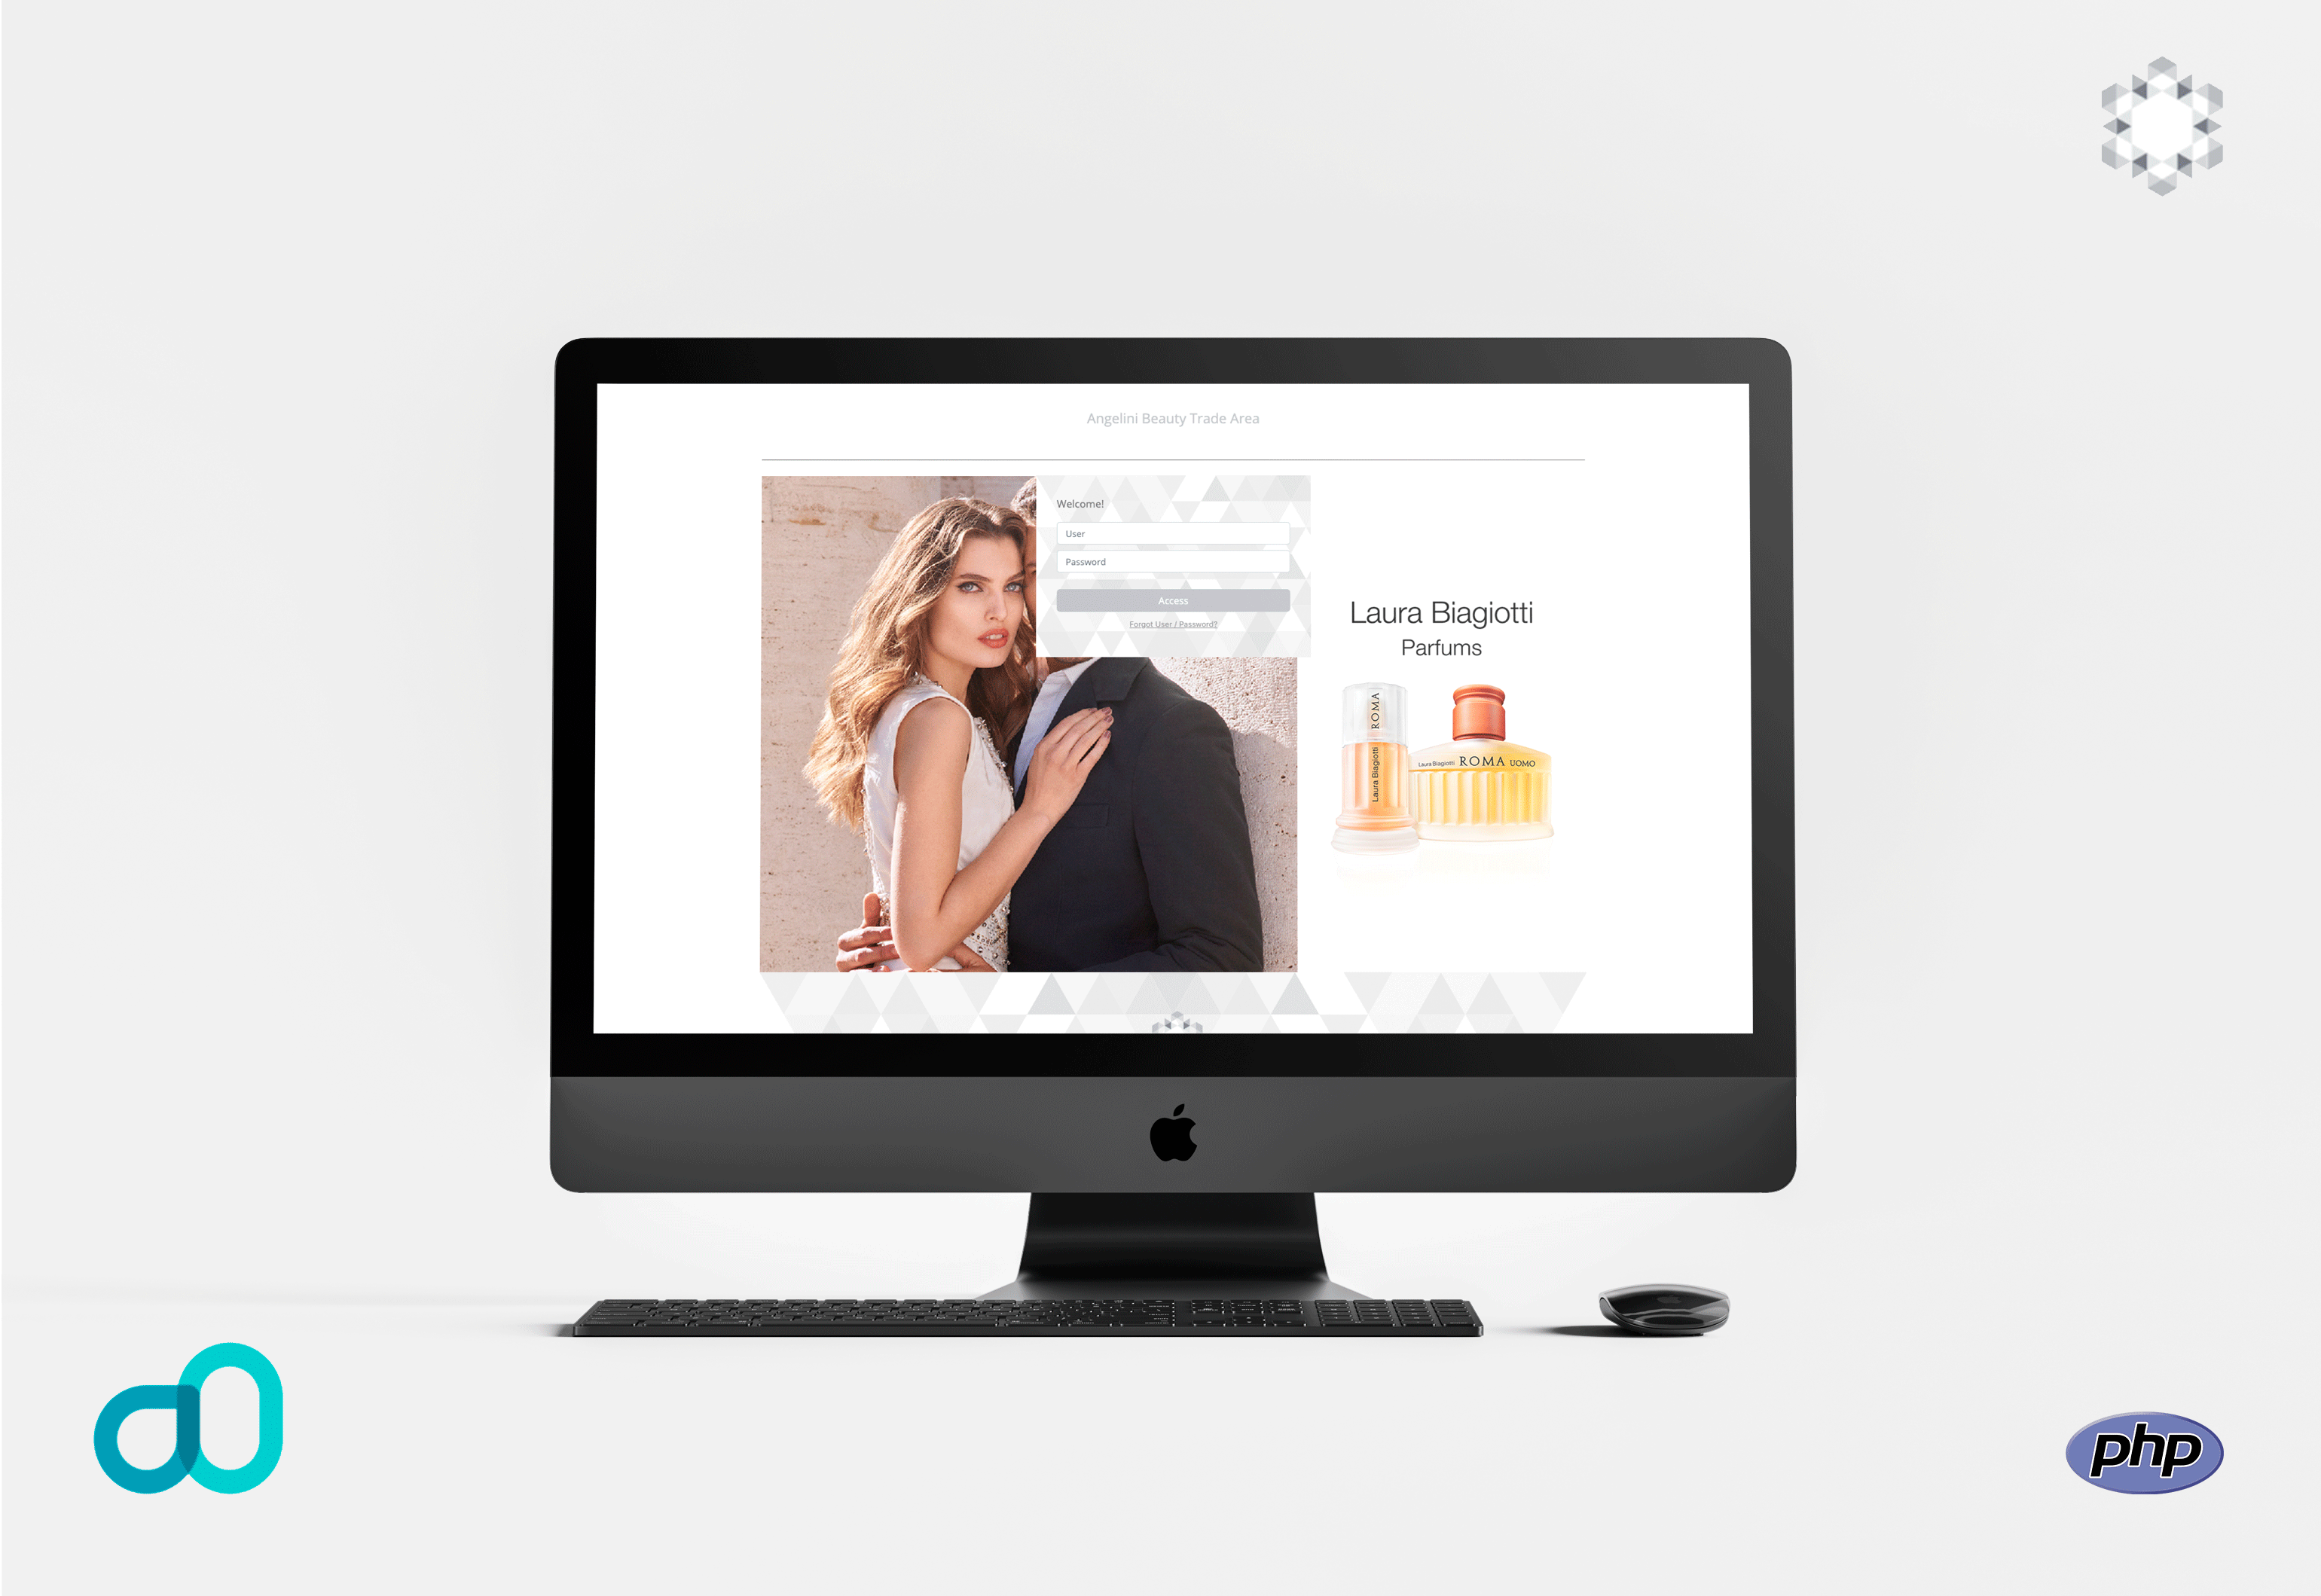 Angelini Beauty Trade Area
Welcome!
User
Password
Access
Forgot User / Password?
Laura Biagiotti
Parfums
ROMA
Laura Biagiotti
Laura Biagiotti ROMA UOMO
php